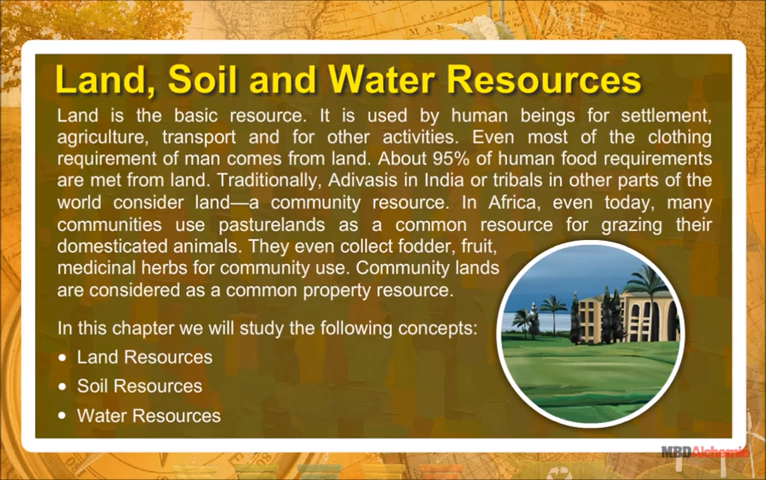 Land, Soil and Water Resources
Land is the basic resource. It is used by human beings for settlement,
agriculture, transport and for other activities. Even most of the clothing
requirement of man comes from land. About 95% of human food requirements
are met from land. Traditionally, Adivasis in India or tribals in other parts of the
world consider land—a community resource. In Africa, even today, many
communities use pasturelands as a common resource for grazing their
domesticated animals. They even collect fodder, fruit,
medicinal herbs for community use. Community lands
are considered as a common property resource.
In this chapter we will study the following concepts:
• Land Resources
• Soil Resources
• Water Resources
MBDAlchemie